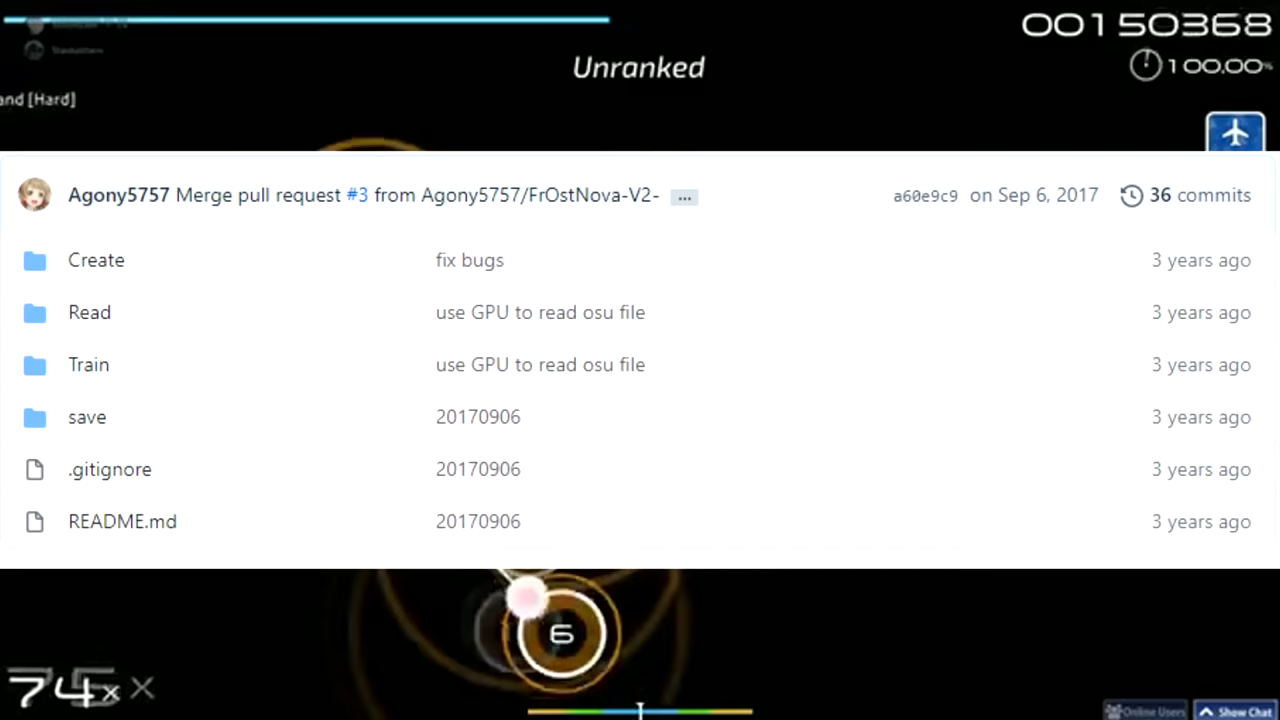 00150368
Unranked
100.00%
and [Hard]
Agony5757 Merge pull request #3 from Agony5757/FrOstNova-V2- ... a60e9c9 on Sep 6, 2017 36 commits
Create fix bugs 3 years ago
Read use GPU to read osu file 3 years ago
Train use GPU to read osu file 3 years ago
save 20170906 3 years ago
.gitignore 20170906 3 years ago
README.md 20170906 3 years ago
6
74x
Online Users Show Chat